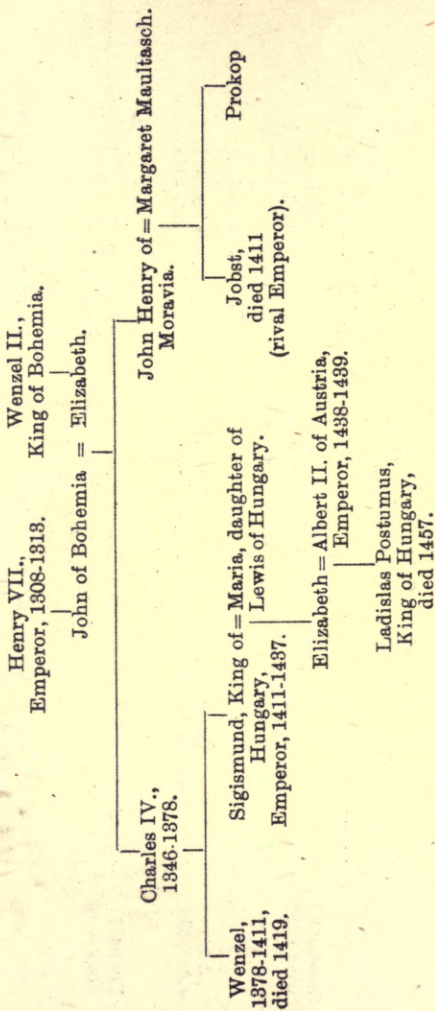 Henry VII.,
Emperor, 1308-1313.
Wenzel II.,
King of Bohemia.
John of Bohemia = Elizabeth.
Charles IV.,
1346-1378.
John Henry of = Margaret Maultasch.
Moravia.
Wenzel,
1378-1411,
died 1419.
Sigismund, King of = Maria, daughter of
Hungary, Lewis of Hungary.
Emperor, 1411-1437.
Jobst,
died 1411
(rival Emperor).
Prokop
Elizabeth = Albert II. of Austria,
Emperor, 1438-1439.
Ladislas Postumus,
King of Hungary,
died 1457.